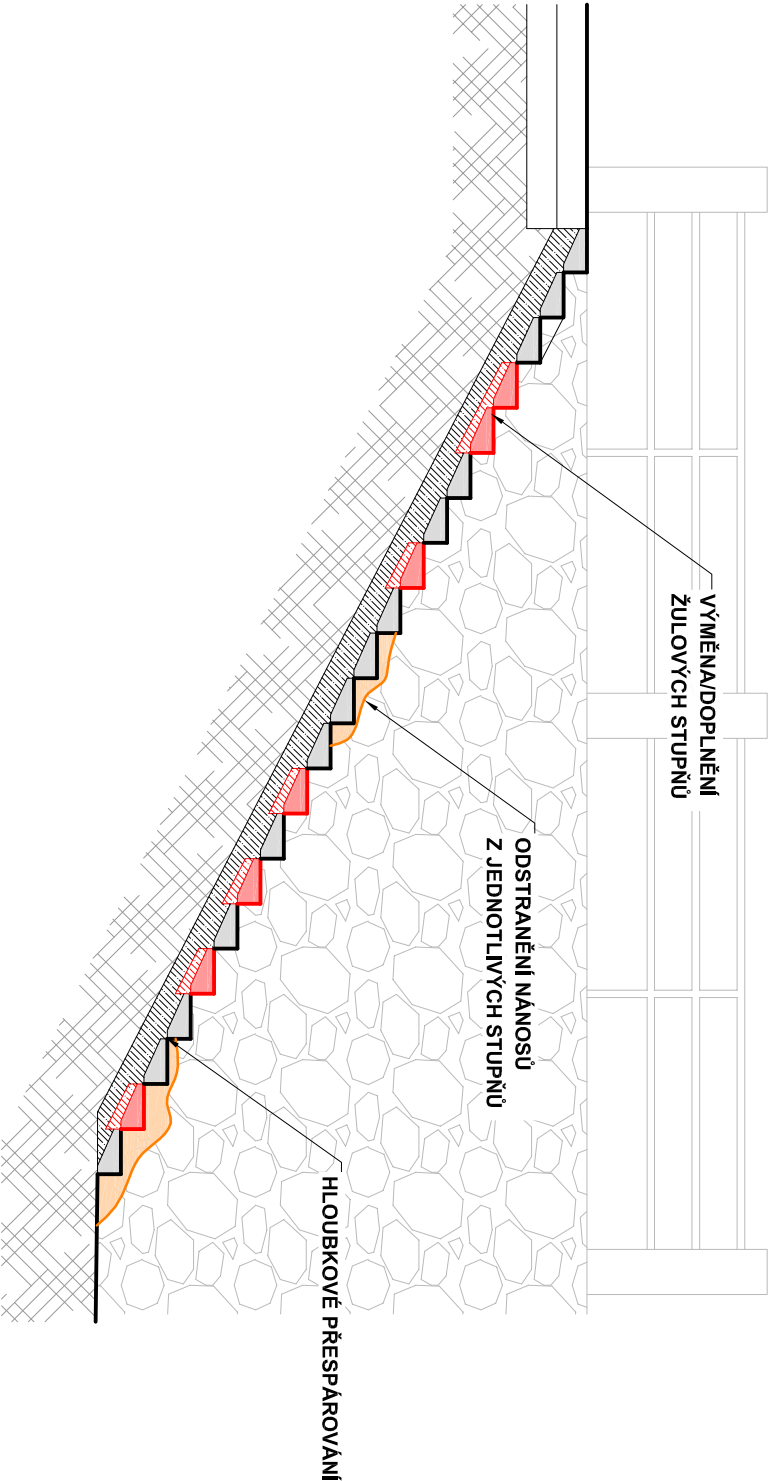 VÝMĚNA/DOPLNĚNÍ
ŽULOVÝCH STUPŇŮ
ODSTRANĚNÍ NÁNOSŮ
Z JEDNOTLIVÝCH STUPŇŮ
HLOUBKOVÉ PŘESPÁROVÁNÍ